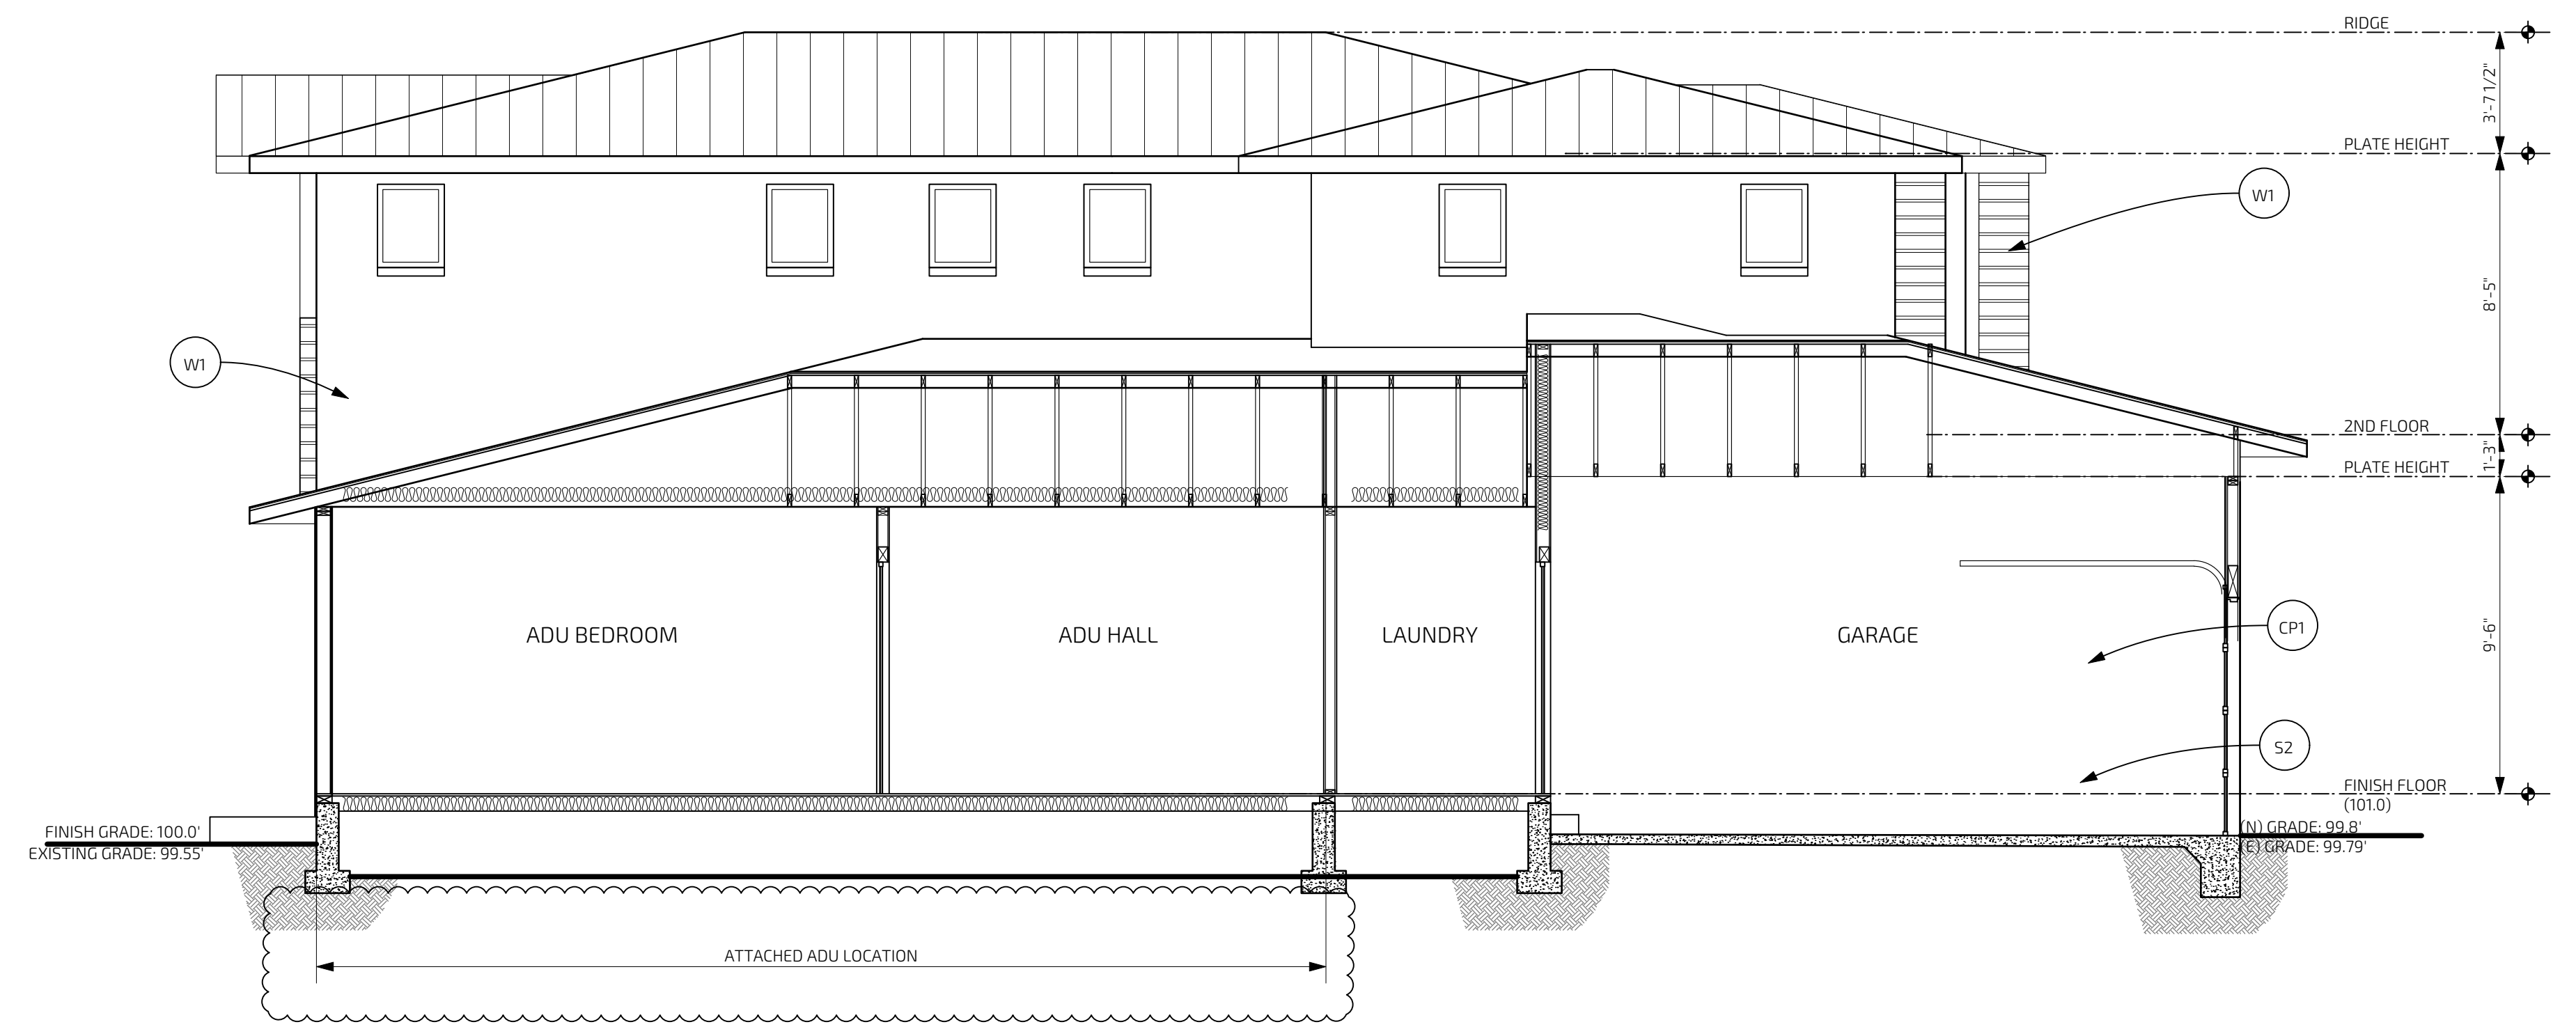 RIDGE
3'-7 1/2"
PLATE HEIGHT
W1
8'-5"
W1
2ND FLOOR
1'-3"
PLATE HEIGHT
ADU BEDROOM
ADU HALL
LAUNDRY
GARAGE
CP1
9'-6"
S2
FINISH FLOOR
(101.0)
FINISH GRADE: 100.0'
EXISTING GRADE: 99.55'
(N) GRADE: 99.8'
(E) GRADE: 99.79'
ATTACHED ADU LOCATION